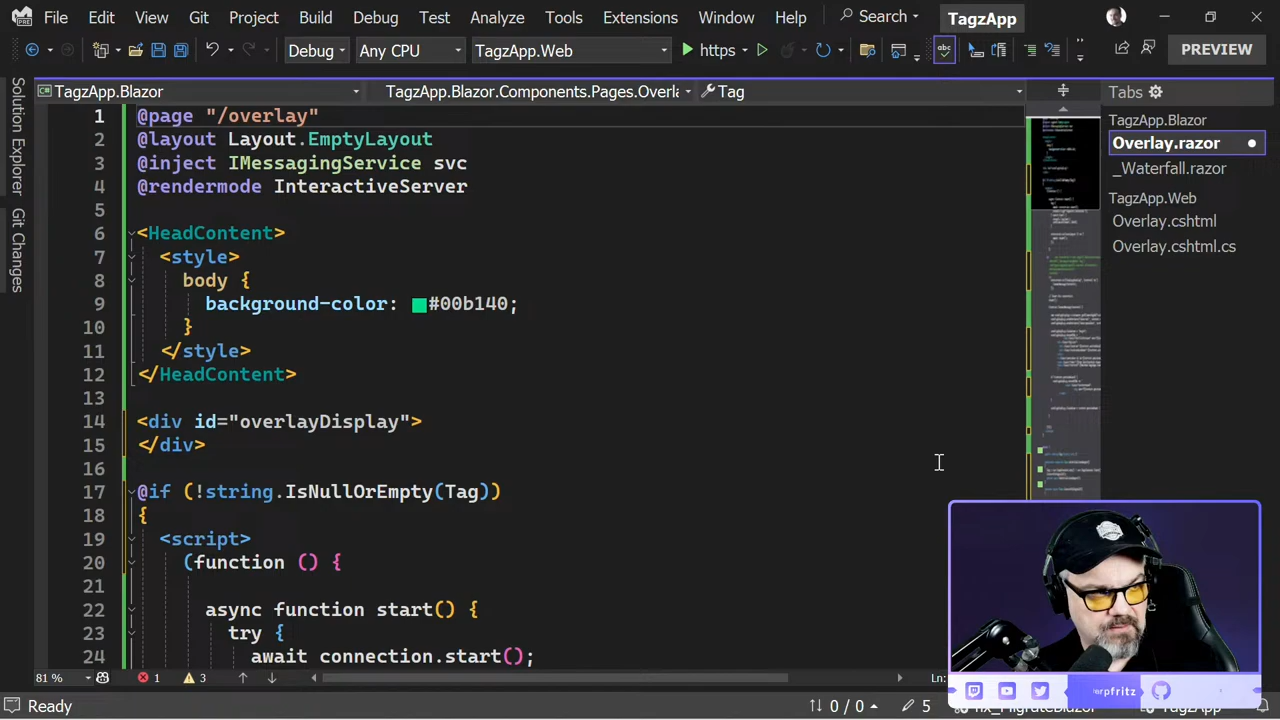 File Edit View Git Project Build Debug Test Analyze Tools Extensions Window Help Search TagzApp
PRE
Debug Any CPU TagzApp.Web https abc PREVIEW
Solution Explorer
Git Changes
TagzApp.Blazor TagzApp.Blazor.Components.Pages.Overla Tag
1 @page "/overlay"
2 @layout Layout.EmptyLayout
3 @inject IMessagingService svc
4 @rendermode InteractiveServer
5
6 <HeadContent>
7 <style>
8 body {
9 background-color: #00b140;
10 }
11 </style>
12 </HeadContent>
13
14 <div id="overlayDisplay">
15 </div>
16
17 @if (!string.IsNullOrEmpty(Tag))
18 {
19 <script>
20 (function () {
21
22 async function start() {
23 try {
24 await connection.start();
Tabs
TagzApp.Blazor
Overlay.razor
_Waterfall.razor
TagzApp.Web
Overlay.cshtml
Overlay.cshtml.cs
81 % 1 3 Ln:
erpfritz
Ready 0 / 0 5 TagzApp